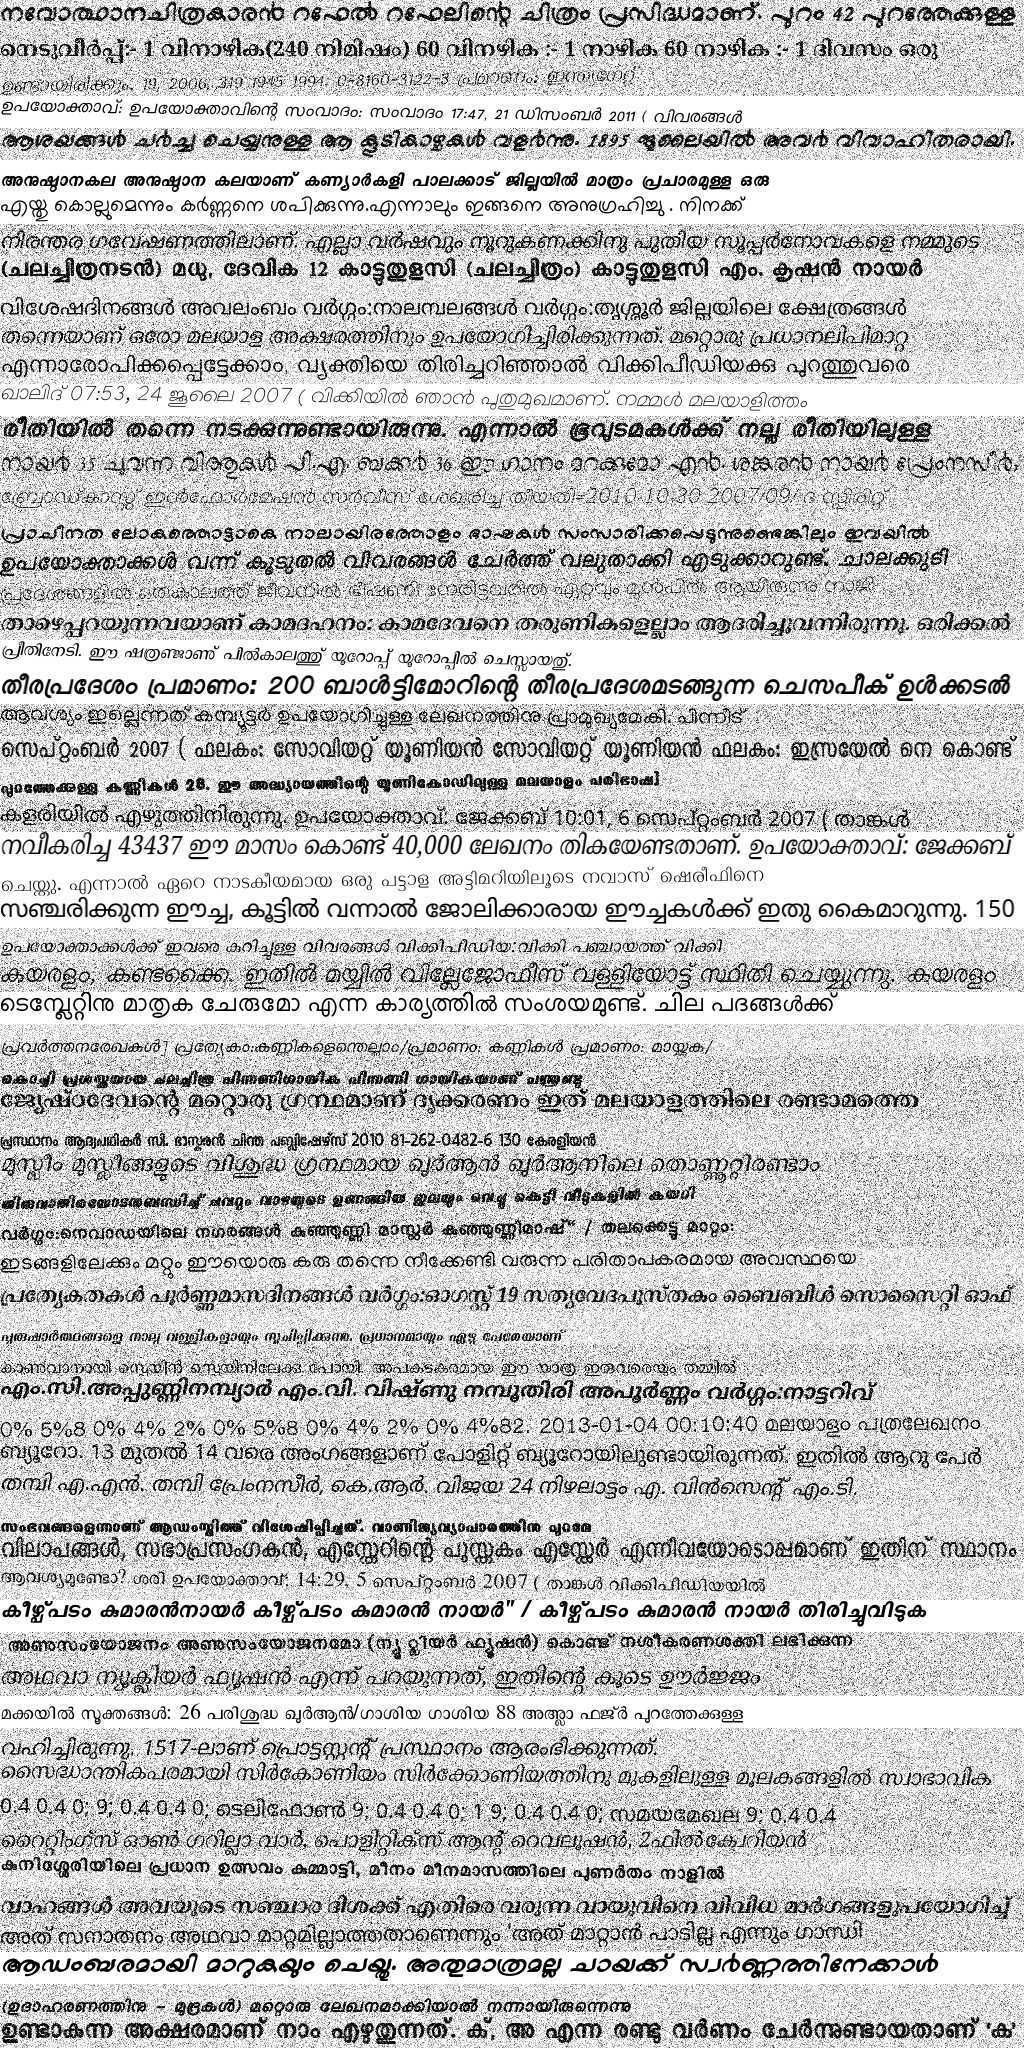 നവോത്ഥാനചിത്രകാരൻ റഫേൽ റഫേലിന്റെ ചിത്രം പ്രസിദ്ധമാണ്. പുറം 42 പുറത്തേക്കുള്ള
നെടുവീർപ്പ്:- 1 വിനാഴിക(240 നിമിഷം) 60 വിനഴിക :- 1 നാഴിക 60 നാഴിക :- 1 ദിവസം ഒരു
ഉണ്ടായിരിക്കും. 19, 2006. 319 1945 1994. 0-8160-3122-3 പ്രമാണം:
ഉപയോക്താവ്: ഉപയോക്താവിന്റെ സംവാദം: സംവാദം 17:47, 21 ഡിസംബർ 2011 ( വിവരങ്ങൾ
ആശയങ്ങൾ ചർച്ച ചെയ്യുന്നുള്ള ആ കൂടികാഴ്ചകൾ വളർന്നു. 1895 ജൂലൈയിൽ അവർ വിവാഹിതരായി.
അനുഷ്ഠാനകല അനുഷ്ഠാന കലയാണ് കണ്യാർകളി പാലക്കാട് ജില്ലയിൽ മാത്രം പ്രചാരമുള്ള ഒരു
എയ്തു കൊല്ലുമെന്നും കർണ്ണനെ ശപിക്കുന്നു.എന്നാലും ഇങ്ങനെ അനുഗ്രഹിച്ചു . നിനക്ക്
നിരന്തര ഗവേഷണത്തിലാണ്. എല്ലാ വർഷവും നൂറുകണക്കിനു പുതിയ സൂപ്പർനോവകളെ നമ്മുടെ
(ചലച്ചിത്രനടൻ) മധു, ദേവിക 12 കാട്ടുതുളസി (ചലച്ചിത്രം) കാട്ടുതുളസി എം. കൃഷൻ നായർ
വിശേഷദിനങ്ങൾ അവലംബം വർഗ്ഗം:നാലമ്പലങ്ങൾ വർഗ്ഗം:തൃശ്ശൂർ ജില്ലയിലെ ക്ഷേത്രങ്ങൾ
തന്നെയാണ് ഒരോ മലയാള അക്ഷരത്തിനും ഉപയോഗിച്ചിരിക്കുന്നത്. മറ്റൊരു പ്രധാനലിപിമാറ്റ
എന്നാരോപിക്കപ്പെട്ടേക്കാം, വ്യക്തിയെ തിരിച്ചറിഞ്ഞാൽ വിക്കിപീഡിയക്കു പുറത്തുവരെ
ഖാലിദ് 07:53, 24 ജൂലൈ 2007 ( വിക്കിയിൽ ഞാൻ പുതുമുഖമാണ്. നമ്മൾ മലയാളിത്തം
രീതിയിൽ തന്നെ നടക്കുന്നുണ്ടായിരുന്നു. എന്നാൽ ഭൂവുടമകൾക്ക് നല്ല രീതിയിലുള്ള
നായർ 35 ചുവന്ന വിരഴുകൾ പി.എ. ബക്കർ 36 ഈ ഗാനം മറക്കുമോ എൻ. ശങ്കരൻ നായർ പ്രേംനസീർ,
ബ്രോഡ്കാസ്റ്റ് ഇൻഫോർമേഷൻ സർവീസ് ശേഖരിച്ച തീയതി=2010-10-30 2007/09/ദ സ്പിരിറ്റ്
പ്രാചീനത ലോകത്തൊട്ടാകെ നാലായിരത്തോളം ഭാഷകൾ സംസാരിക്കപ്പെടുന്നുണ്ടെങ്കിലും ഇവയിൽ
ഉപയോക്താക്കൾ വന്ന് കൂടുതൽ വിവരങ്ങൾ ചേർത്ത് വലുതാക്കി എടുക്കാറുണ്ട്. ചാലക്കുടി
പ്രദേശങ്ങളിൽ ഒരുകാലത്ത് ജീവനിൽ ഭീഷണി നേരിട്ടവരിൽ ഏറ്റവും മുൻപിൽ ആയിരുന്നു നാജി
താഴെപ്പറയുന്നവയാണ് കാമദഹനം: കാമദേവനെ തരുണികളെല്ലാം ആദരിച്ചുവന്നിരുന്നു. ഒരിക്കൽ
പ്രീതിനേടി. ഈ ഷത്രഞ്ജാണ് പിൽകാലത്തു് യൂറോപ്പ് യൂറോപ്പിൽ ചെസ്സായതു്.
തീരപ്രദേശം പ്രമാണം: 200 ബാൾട്ടിമോറിന്റെ തീരപ്രദേശമടങ്ങുന്ന ചെസപീക് ഉൾക്കടൽ
ആവശ്യം ഇല്ലെന്നത് കമ്പ്യൂട്ടർ ഉപയോഗിച്ചുള്ള ലേഖനത്തിനു പ്രാമുഖ്യമേകി. പിന്നീട്
സെപ്റ്റംബർ 2007 ( ഫലകം: സോവിയറ്റ് യൂണിയൻ സോവിയറ്റ് യൂണിയൻ ഫലകം: ഇസ്രയേൽ നെ കൊണ്ട്
പുറത്തേക്കുള്ള കണ്ണികൾ 28. ഈ അദ്ധ്യായത്തിന്റെ യൂണികോഡിലുള്ള മലയാളം പരിഭാഷ]
കളരിയിൽ എഴുത്തിനിരുന്നു. ഉപയോക്താവ്: ജേക്കബ് 10:01, 6 സെപ്റ്റംബർ 2007 ( താങ്കൾ
നവീകരിച്ച 43437 ഈ മാസം കൊണ്ട് 40,000 ലേഖനം തികയേണ്ടതാണ്. ഉപയോക്താവ്: ജേക്കബ്
ചെയ്തു. എന്നാൽ ഏറെ നാടകീയമായ ഒരു പട്ടാള അട്ടിമറിയിലൂടെ നവാസ് ഷെരീഫിനെ
സഞ്ചരിക്കുന്ന ഈച്ച, കൂട്ടിൽ വന്നാൽ ജോലിക്കാരായ ഈച്ചകൾക്ക് ഇതു കൈമാറുന്നു. 150
ഉപയോക്താക്കൾക്ക് ഇവരെ കുറിച്ചുള്ള വിവരങ്ങൾ വിക്കിപീഡിയ:വിക്കി പഞ്ചായത്ത് വിക്കി
കയരളം, കണ്ടക്കൈ. ഇതിൽ മയ്യിൽ വില്ലേജോഫീസ് വള്ളിയോട്ട് സ്ഥിതി ചെയ്യുന്നു. കയരളം
ടെംപ്ലേറ്റിനു മാതൃക ചേരുമോ എന്ന കാര്യത്തിൽ സംശയമുണ്ട്. ചില പദങ്ങൾക്ക്
പ്രവർത്തനരേഖകൾ] പ്രത്യേകം:കണ്ണികളെന്തെല്ലാം/പ്രമാണം: കണ്ണികൾ പ്രമാണം: മായ്ക്കുക/
കൊച്ചി പ്രശസ്തയായ ചലച്ചിത്ര പിന്നണിഗായിക പിന്നണി ഗായികയാണ് ചന്ദ്രന്റു
ജ്യേഷ്ഠദേവന്റെ മറ്റൊരു ഗ്രന്ഥമാണ് ദൃക്കരണം ഇത് മലയാളത്തിലെ രണ്ടാമത്തെ
പ്രസ്ഥാനം ആദ്യപഥികർ സി. ഭാസ്കരൻ ചിന്ത പബ്ലിഷേഴ്സ് 2010 81-262-0482-6 130 കേരളിയൻ
മുസ്ലീം മുസ്ലീങ്ങളുടെ വിശുദ്ധ ഗ്രന്ഥമായ ഖുർആൻ ഖുർആനിലെ തൊണ്ണൂറ്റിരണ്ടാം
വാഴയുടെ ഉണങ്ങിയ ഇലയും വെച്ചു കെട്ടി വീടുകളിൽ കയറി
വർഗ്ഗം:നെവാഡയിലെ നഗരങ്ങൾ കുഞ്ഞുണ്ണി മാസ്റ്റർ കുഞ്ഞുണ്ണിമാഷ്" / തലക്കെട്ടു മാറ്റം:
ഇടങ്ങളിലേക്കും മറ്റും ഈയൊരു കരു തന്നെ നീക്കേണ്ടി വരുന്ന പരിതാപകരമായ അവസ്ഥയെ
പ്രത്യേകതകൾ പൂർണ്ണമാസദിനങ്ങൾ വർഗ്ഗം:ഓഗസ്റ്റ് 19 സത്യവേദപുസ്തകം ബൈബിൾ സൊസൈറ്റി ഓഫ്
പുരുഷാർത്ഥങ്ങളെ നാലു വള്ളികളായും സൂചിപ്പിക്കുന്നു. പ്രധാനമായും ഏഴു പേരേയാണ്
കാണുവാനായി സ്പെയിൻ സ്പെയിനിലേക്കു പോയി. അപകടകരമായ ഈ യാത്ര ഇരുവരെയും തമ്മിൽ
എം.സി.അപ്പുണ്ണിനമ്പ്യാർ എം.വി. വിഷ്ണു നമ്പൂതിരി അപൂർണ്ണം വർഗ്ഗം:നാട്ടറിവ്
0% 5%8 0% 4% 2% 0% 5%8 0% 4% 2% 0% 4%82. 2013-01-04 00:10:40 മലയാളം പത്രലേഖനം
ബ്യൂറോ. 13 മുതൽ 14 വരെ അംഗങ്ങളാണ് പോളിറ്റ് ബ്യൂറോയിലുണ്ടായിരുന്നത്. ഇതിൽ ആറു പേർ
തമ്പി എ.എൻ. തമ്പി പ്രേംനസീർ, കെ.ആർ. വിജയ 24 നിഴലാട്ടം എ. വിൻസെന്റ് എം.ടി.
സംഭവങ്ങളെന്നാണ് ആഡംസ്മിത്ത് വിശേഷിപ്പിച്ചത്. വാണിജ്യവ്യാപാരത്തിനു പുറമേ
വിലാപങ്ങൾ, സഭാപ്രസംഗകൻ, എസ്തേറിന്റെ പുസ്തകം എസ്തേർ എന്നിവയോടൊപ്പമാണ് ഇതിന് സ്ഥാനം
ആവശ്യമുണ്ടോ? ശരി ഉപയോക്താവ്: 14:29, 5 സെപ്റ്റംബർ 2007 ( താങ്കൾ വിക്കിപീഡിയയിൽ
കീഴ്പ്പടം കുമാരൻനായർ കീഴ്പ്പടം കുമാരൻ നായർ" / കീഴ്പ്പടം കുമാരൻ നായർ തിരിച്ചുവിടുക
അണുസംയോജനം അണുസംയോജനമോ (ന്യൂ ക്ലിയർ ഫ്യൂഷൻ) കൊണ്ട് നശീകരണശക്തി ലഭിക്കുന്ന
അഥവാ ന്യൂക്ലിയർ ഫ്യൂഷൻ എന്ന് പറയുന്നത്, ഇതിന്റെ കൂടെ ഊർജ്ജം
മക്കയിൽ സൂക്തങ്ങൾ: 26 പരിശുദ്ധ ഖുർആൻ/ഗാശിയ ഗാശിയ 88 അഅ്ലാ ഫജ്ർ പുറത്തേക്കുള്ള
വഹിച്ചിരുന്നു. 1517-ലാണ് പ്രൊട്ടസ്റ്റന്റ് പ്രസ്ഥാനം ആരംഭിക്കുന്നത്.
സൈദ്ധാന്തികപരമായി സിർകോണിയം സിർക്കോണിയത്തിനു മുകളിലുള്ള മൂലകങ്ങളിൽ സ്വാഭാവിക
0.4 0.4 0; 9; 0.4 0.4 0; ടെലിഫോൺ 9; 0.4 0.4 0; 1 9; 0.4 0.4 0; സമയമേഖല 9; 0.4 0.4
റൈറ്റിംഗ്സ് ഓൺ ഗറില്ലാ വാർ, പൊളിറ്റിക്സ് ആന്റ് റെവലൂഷൻ, 2ഫിൽക്വേറിയൻ
കുനിശ്ശേരിയിലെ പ്രധാന ഉത്സവം കുമ്മാട്ടി, മീനം മീനമാസത്തിലെ പുണർതം നാളിൽ
വാഹങ്ങൾ അവയുടെ സഞ്ചാര ദിശക്ക് എതിരെ വരുന്ന വായുവിനെ വിവിധ മാർഗങ്ങളുപയോഗിച്ച്
അത് സനാതനം അഥവാ മാറ്റമില്ലാത്തതാണെന്നും 'അത് മാറ്റാൻ പാടില്ല എന്നും ഗാന്ധി
ആഡംബരമായി മാറുകയും ചെയ്തു. അതുമാത്രമല്ല ചായക്ക് സ്വർണ്ണത്തിനേക്കാൾ
(ഉദാഹരണത്തിനു - മുദ്രകൾ) മറ്റൊരു ലേഖനമാക്കിയാൽ നന്നായിരുന്നെന്നു
ഉണ്ടാകുന്ന അക്ഷരമാണ് നാം എഴുതുന്നത്. ക്, അ എന്ന രണ്ടു വർണം ചേർന്നുണ്ടായതാണ് 'ക'